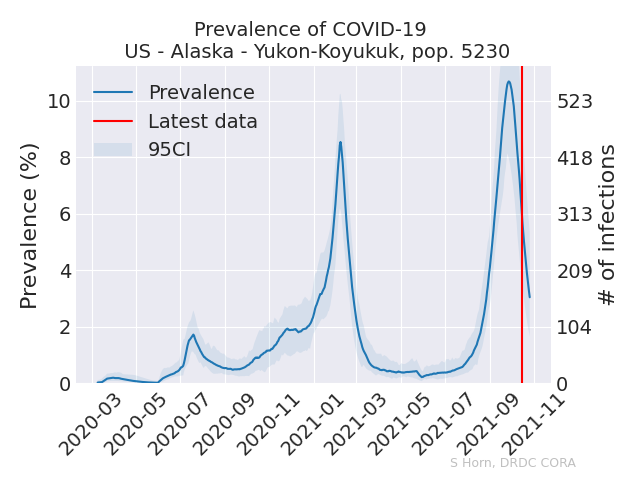 Prevalence of COVID-19
US - Alaska - Yukon-Koyukuk, pop. 5230
Prevalence
Latest data
95CI
Prevalence (%)
10
8
6
4
2
0
523
418
313
209
104
0
# of infections
2020-03
2020-05
2020-07
2020-09
2020-11
2021-01
2021-03
2021-05
2021-07
2021-09
2021-11
S Horn, DRDC CORA